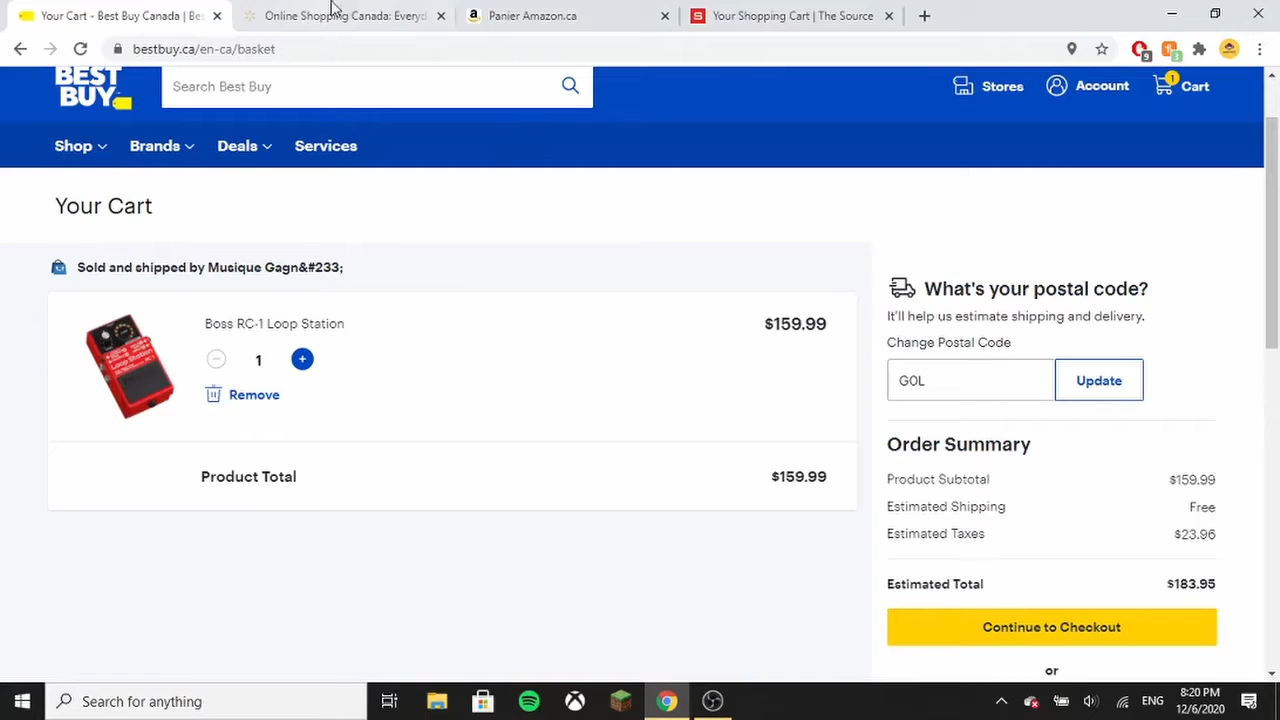 Your Cart - Best Buy Canada | Bes
Online Shopping Canada: Everyd
Panier Amazon.ca
Your Shopping Cart | The Source
bestbuy.ca/en-ca/basket
9
3
BEST BUY
Search Best Buy
Stores
Account
1
Cart
Shop
Brands
Deals
Services
Your Cart
Sold and shipped by Musique Gagn&#233;
Boss RC-1 Loop Station
$159.99
1
Remove
Product Total
$159.99
What's your postal code?
It'll help us estimate shipping and delivery.
Change Postal Code
G0L
Update
Order Summary
Product Subtotal
$159.99
Estimated Shipping
Free
Estimated Taxes
$23.96
Estimated Total
$183.95
Continue to Checkout
or
Search for anything
ENG
8:20 PM
12/6/2020